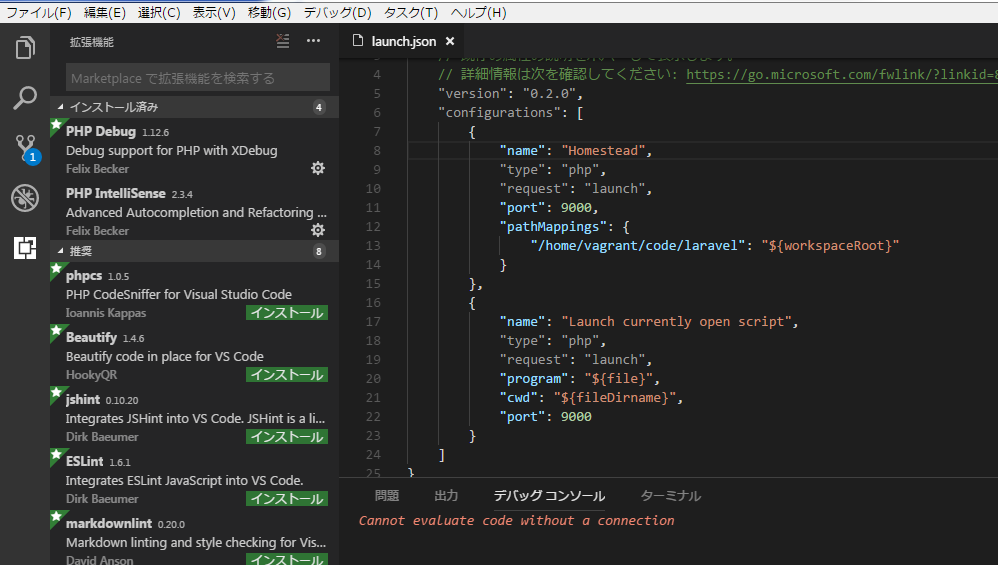 ファイル(F) 編集(E) 選択(C) 表示(V) 移動(G) デバッグ(D) タスク(T) ヘルプ(H)
拡張機能
Marketplace で拡張機能を検索する
インストール済み 4
PHP Debug 1.12.6
Debug support for PHP with XDebug
Felix Becker
PHP IntelliSense 2.3.4
Advanced Autocompletion and Refactoring ...
Felix Becker
1
推奨 8
phpcs 1.0.5
PHP CodeSniffer for Visual Studio Code
Ioannis Kappas インストール
Beautify 1.4.6
Beautify code in place for VS Code
HookyQR インストール
jshint 0.10.20
Integrates JSHint into VS Code. JSHint is a li...
Dirk Baeumer インストール
ESLint 1.6.1
Integrates ESLint JavaScript into VS Code.
Dirk Baeumer インストール
markdownlint 0.20.0
Markdown linting and style checking for Vis...
David Anson インストール
launch.json ×
4 // 詳細情報は次を確認してください: https://go.microsoft.com/fwlink/?linkid=8
5 "version": "0.2.0",
6 "configurations": [
7 {
8 "name": "Homestead",
9 "type": "php",
10 "request": "launch",
11 "port": 9000,
12 "pathMappings": {
13 "/home/vagrant/code/laravel": "${workspaceRoot}"
14 }
15 },
16 {
17 "name": "Launch currently open script",
18 "type": "php",
19 "request": "launch",
20 "program": "${file}",
21 "cwd": "${fileDirname}",
22 "port": 9000
23 }
24 ]
25 }
問題 出力 デバッグ コンソール ターミナル
Cannot evaluate code without a connection